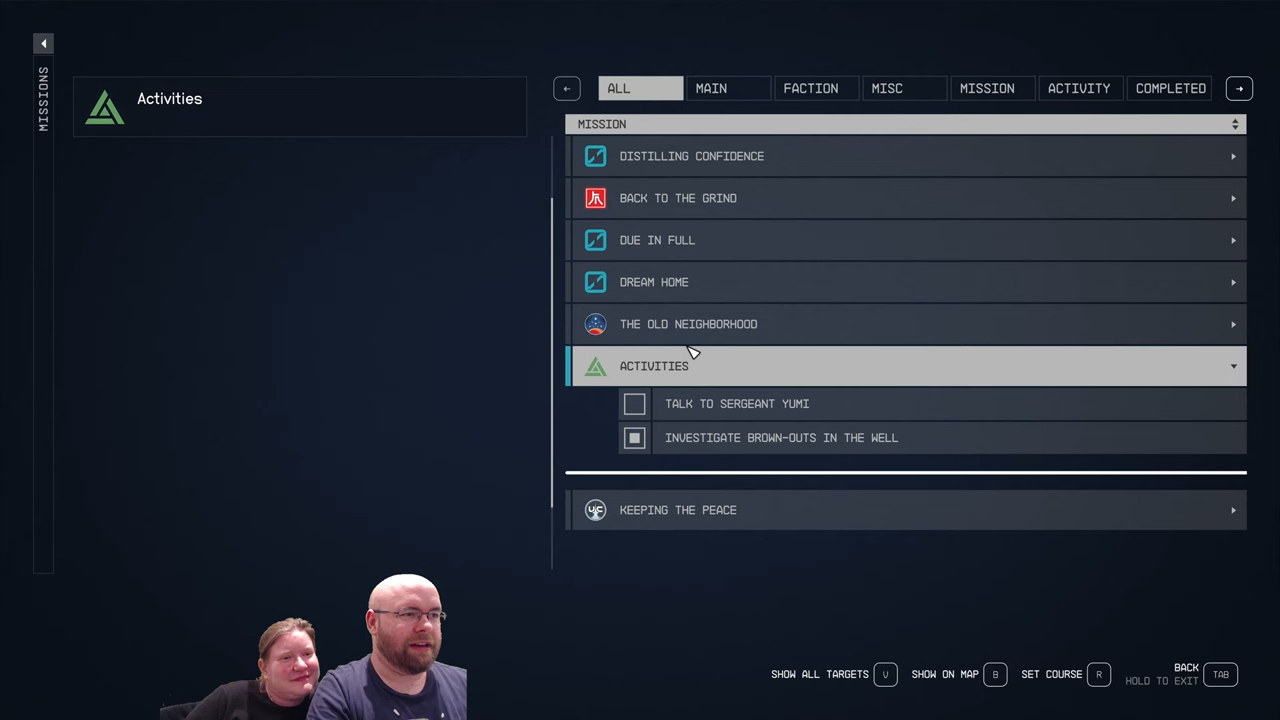 MISSIONS
Activities
ALL
MAIN
FACTION
MISC
MISSION
ACTIVITY
COMPLETED
MISSION
DISTILLING CONFIDENCE
BACK TO THE GRIND
DUE IN FULL
DREAM HOME
THE OLD NEIGHBORHOOD
ACTIVITIES
TALK TO SERGEANT YUMI
INVESTIGATE BROWN-OUTS IN THE WELL
UC
KEEPING THE PEACE
SHOW ALL TARGETS V
SHOW ON MAP B
SET COURSE R
BACK
HOLD TO EXIT
TAB